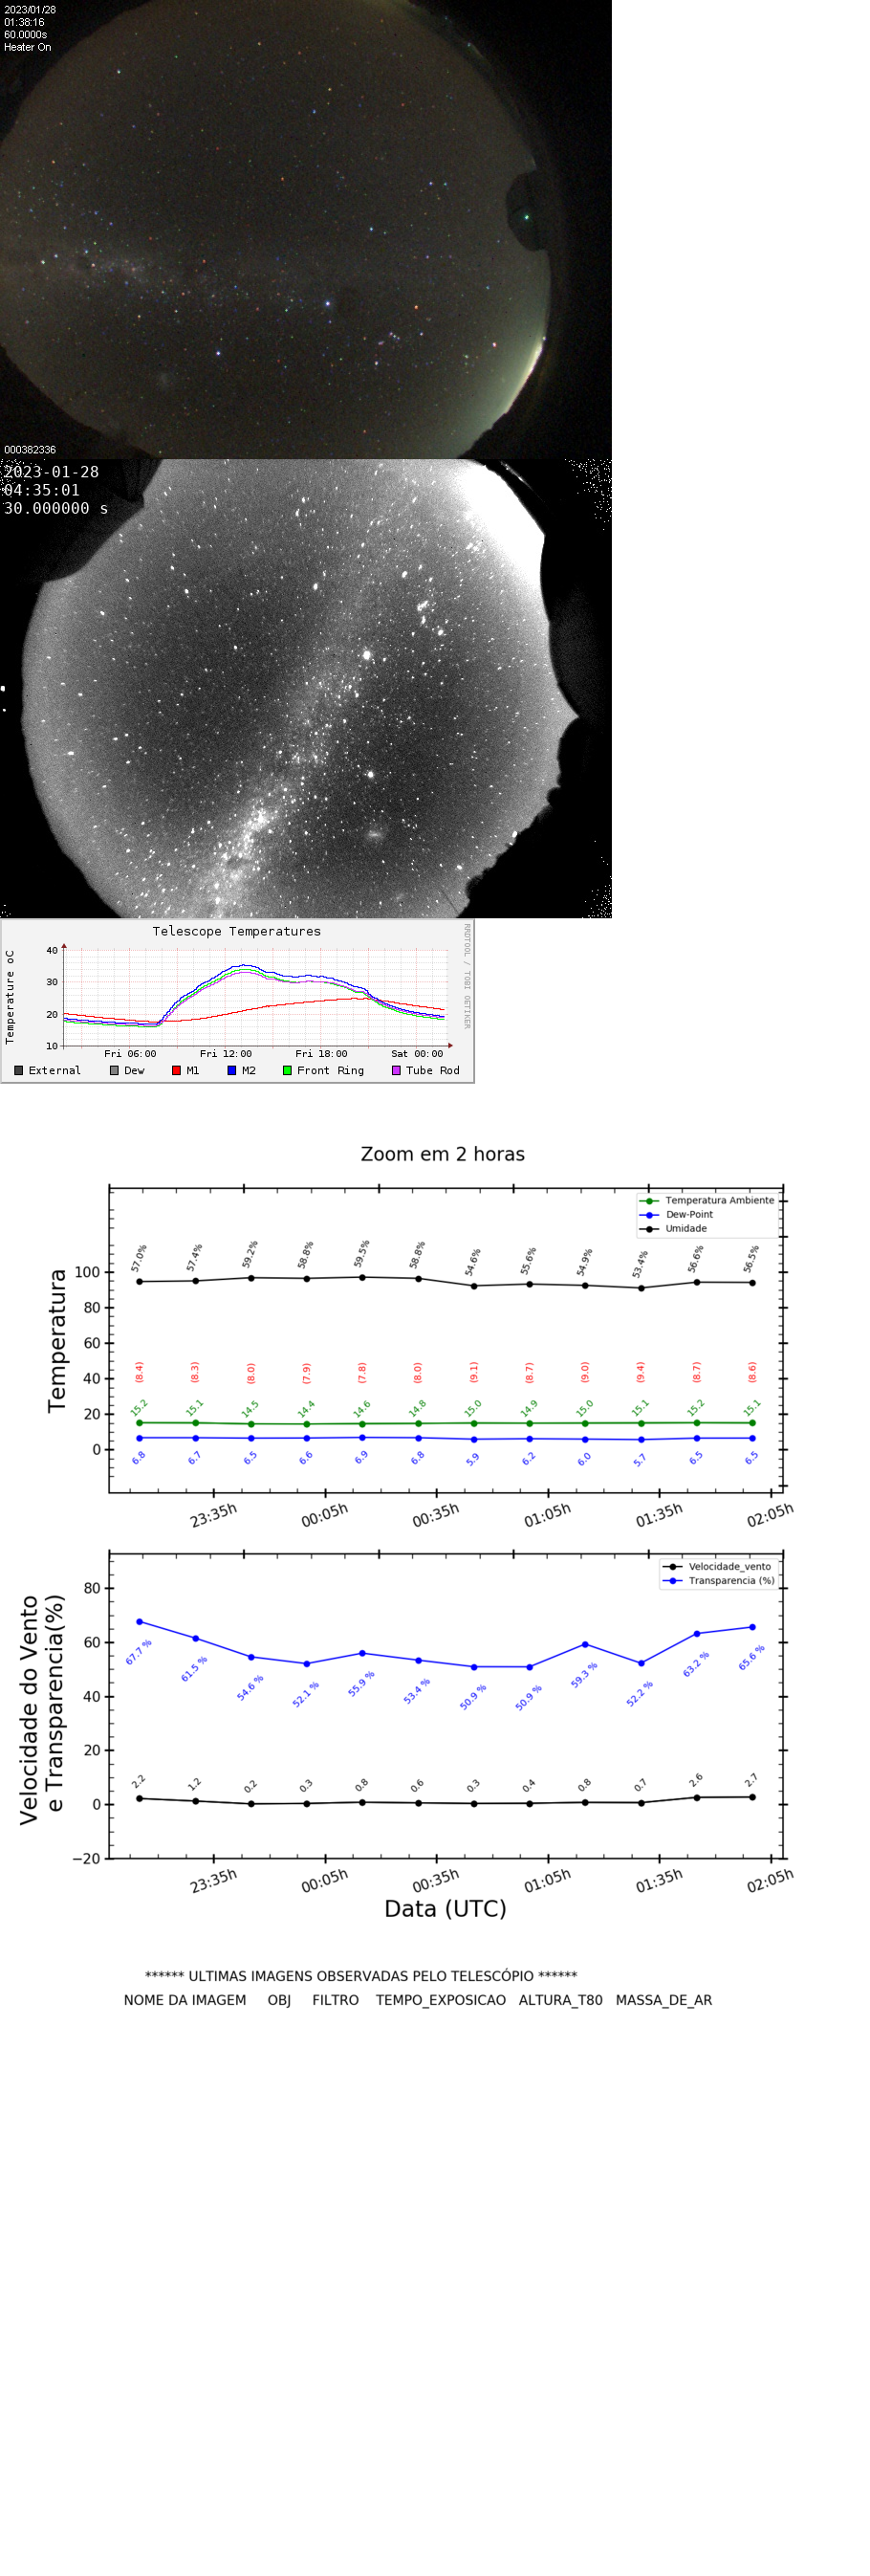 2023/01/28
01:38:16
60.0000s
Heater On
000382336
2023-01-28
04:35:01
30.000000 s
Telescope Temperatures
RRDTOOL / TOBI OETIKER
Temperature oC
40
30
20
10
Fri 06:00 Fri 12:00 Fri 18:00 Sat 00:00
External Dew M1 M2 Front Ring Tube Rod
Zoom em 2 horas
Temperatura Ambiente
Dew-Point
Umidade
Temperatura
100
80
60
40
20
0
57.0% 57.4% 59.2% 58.8% 59.5% 58.8% 54.6% 55.6% 54.9% 53.4% 56.6% 56.5%
(8.4) (8.3) (8.0) (7.9) (7.8) (8.0) (9.1) (8.7) (9.0) (9.4) (8.7) (8.6)
15.2 15.1 14.5 14.4 14.6 14.8 15.0 14.9 15.0 15.1 15.2 15.1
6.8 6.7 6.5 6.6 6.9 6.8 5.9 6.2 6.0 5.7 6.5 6.5
23:35h 00:05h 00:35h 01:05h 01:35h 02:05h
Velocidade_vento
Transparencia (%)
Velocidade do Vento
e Transparencia(%)
80
60
40
20
0
−20
67.7 % 61.5 % 54.6 % 52.1 % 55.9 % 53.4 % 50.9 % 50.9 % 59.3 % 52.2 % 63.2 % 65.6 %
2.2 1.2 0.2 0.3 0.8 0.6 0.3 0.4 0.8 0.7 2.6 2.7
23:35h 00:05h 00:35h 01:05h 01:35h 02:05h
Data (UTC)
****** ULTIMAS IMAGENS OBSERVADAS PELO TELESCÓPIO ******
NOME DA IMAGEM OBJ FILTRO TEMPO_EXPOSICAO ALTURA_T80 MASSA_DE_AR